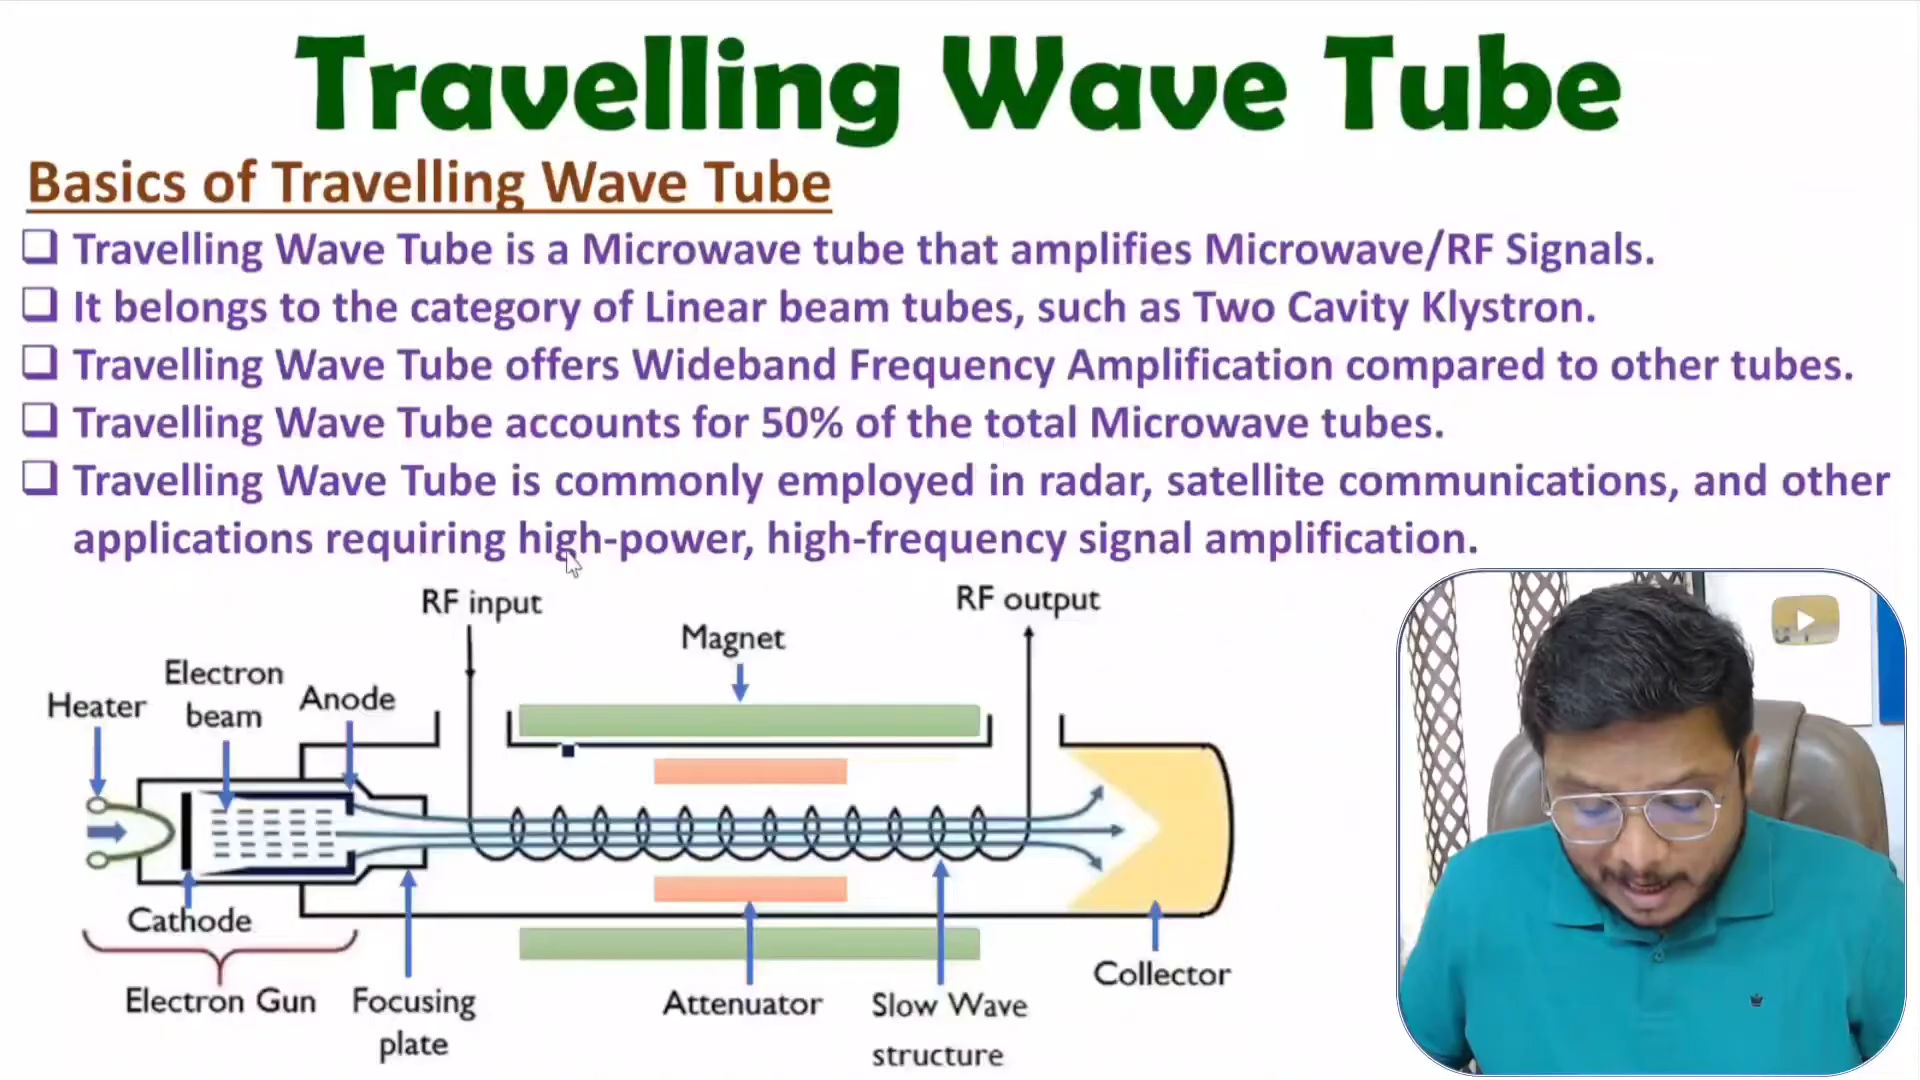 Travelling Wave Tube
Basics of Travelling Wave Tube
Travelling Wave Tube is a Microwave tube that amplifies Microwave/RF Signals.
It belongs to the category of Linear beam tubes, such as Two Cavity Klystron.
Travelling Wave Tube offers Wideband Frequency Amplification compared to other tubes.
Travelling Wave Tube accounts for 50% of the total Microwave tubes.
Travelling Wave Tube is commonly employed in radar, satellite communications, and other
applications requiring high-power, high-frequency signal amplification.
RF input
RF output
Magnet
Electron
beam
Anode
Heater
Cathode
Electron Gun
Focusing
plate
Attenuator
Slow Wave
structure
Collector